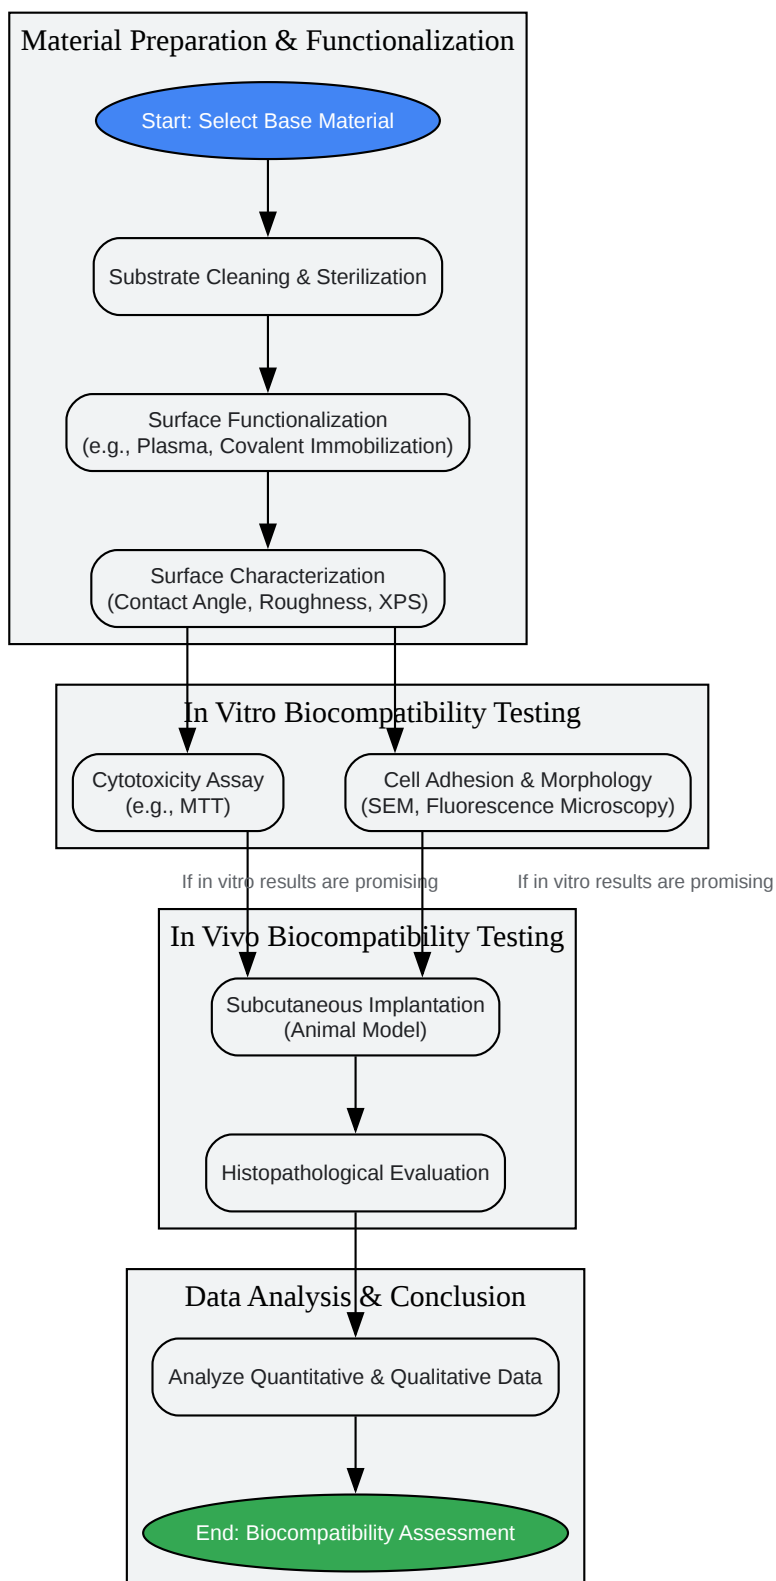 Material Preparation & Functionalization
Start: Select Base Material
Substrate Cleaning & Sterilization
Surface Functionalization
(e.g., Plasma, Covalent Immobilization)
Surface Characterization
(Contact Angle, Roughness, XPS)
In Vitro Biocompatibility Testing
Cytotoxicity Assay
(e.g., MTT)
Cell Adhesion & Morphology
(SEM, Fluorescence Microscopy)
If in vitro results are promising
If in vitro results are promising
In Vivo Biocompatibility Testing
Subcutaneous Implantation
(Animal Model)
Histopathological Evaluation
Data Analysis & Conclusion
Analyze Quantitative & Qualitative Data
End: Biocompatibility Assessment